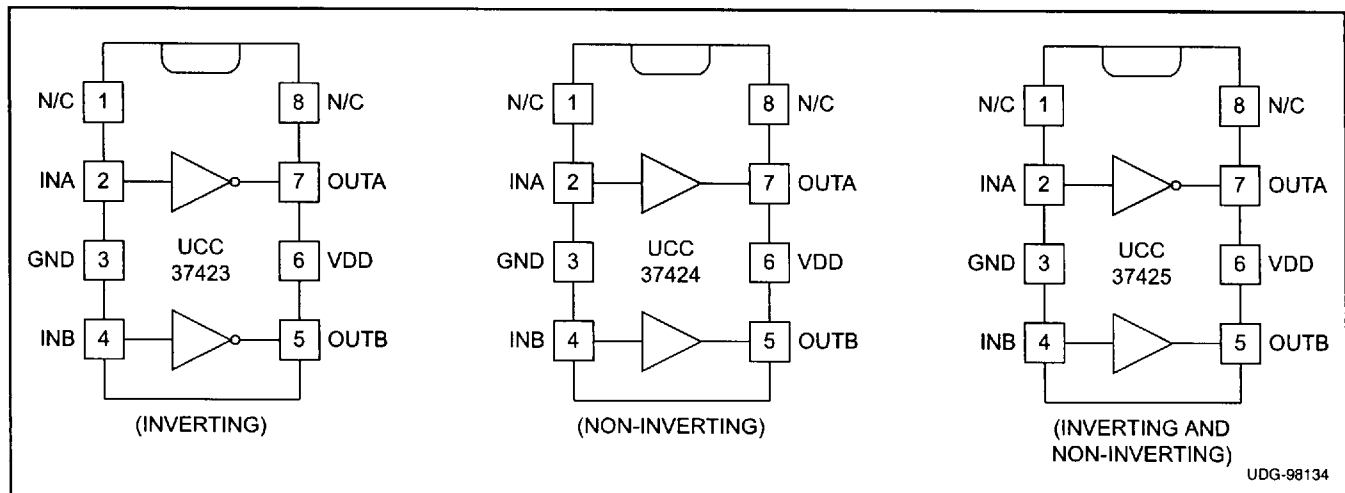 N/C 1 8 N/C
INA 2 7 OUTA
GND 3 UCC 6 VDD
37423
INB 4 5 OUTB
(INVERTING)
N/C 1 8 N/C
INA 2 7 OUTA
GND 3 UCC 6 VDD
37424
INB 4 5 OUTB
(NON-INVERTING)
N/C 1 8 N/C
INA 2 7 OUTA
GND 3 UCC 6 VDD
37425
INB 4 5 OUTB
(INVERTING AND
NON-INVERTING)
UDG-98134